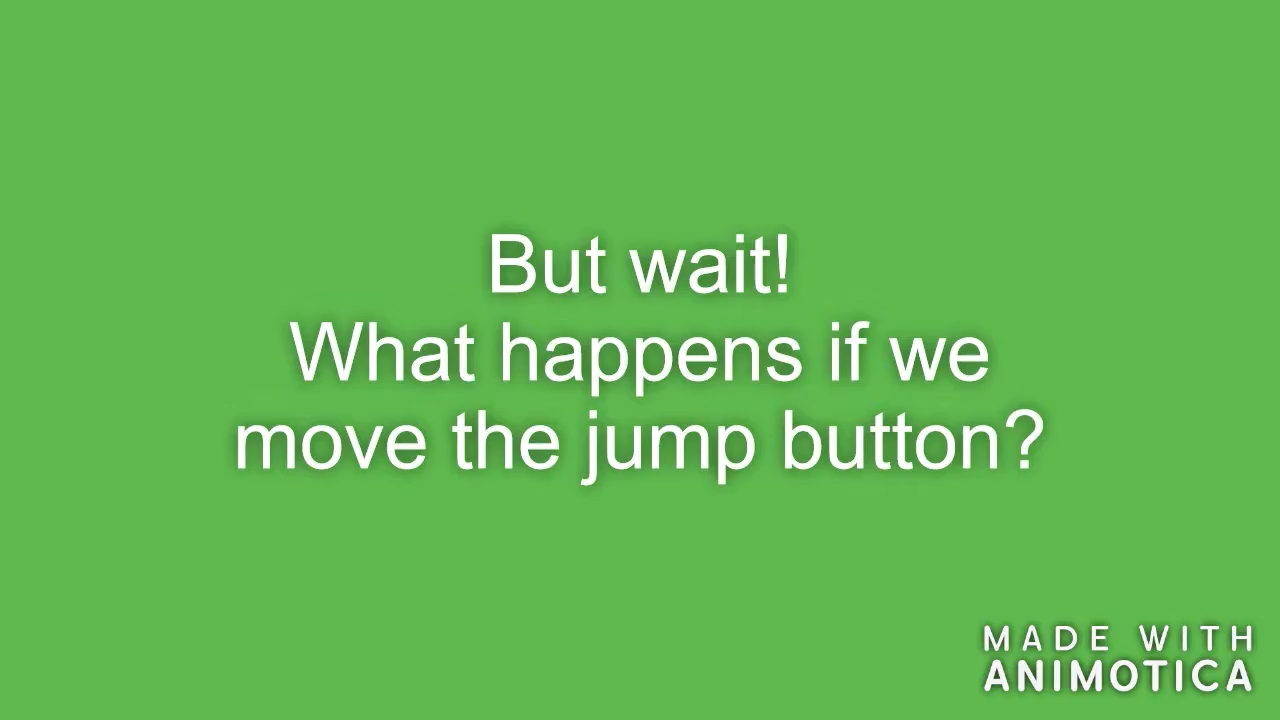 But wait!
What happens if we
move the jump button?
MADE WITH
ANIMOTICA